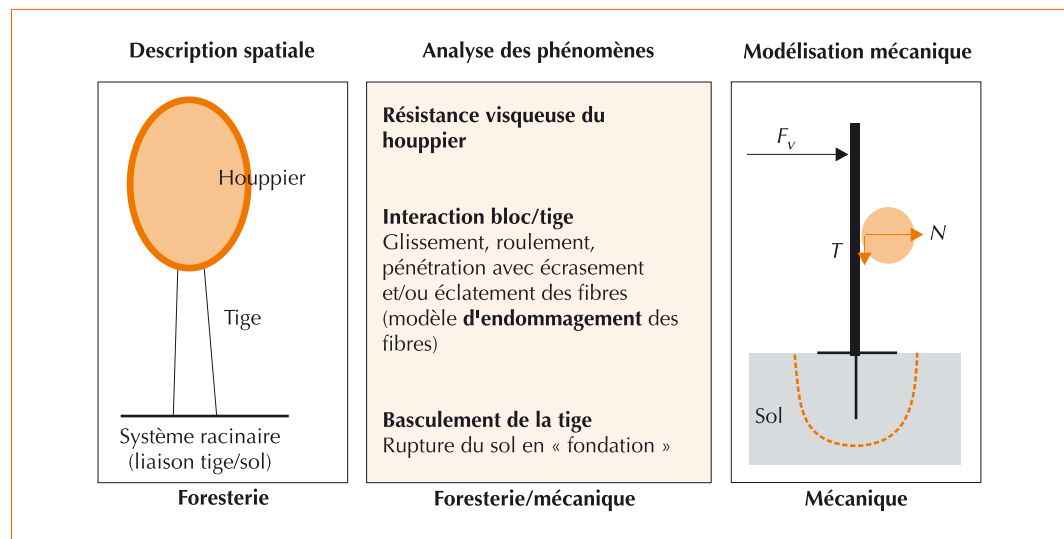 Description spatiale
Analyse des phénomènes
Modélisation mécanique
Houppier
Tige
Système racinaire
(liaison tige/sol)
Foresterie
Résistance visqueuse du
houppier
Interaction bloc/tige
Glissement, roulement,
pénétration avec écrasement
et/ou éclatement des fibres
(modèle d'endommagement des
fibres)
Basculement de la tige
Rupture du sol en « fondation »
Foresterie/mécanique
Fv
N
T
Sol
Mécanique